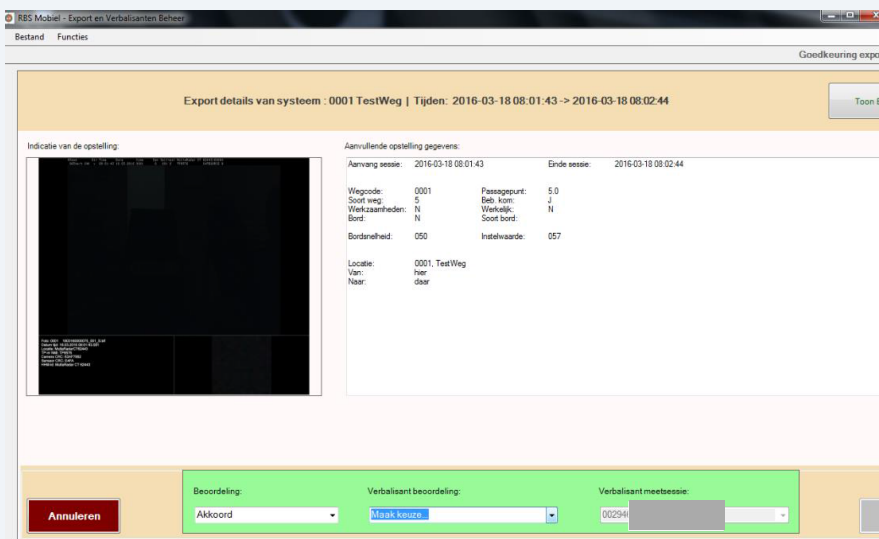 RBS Mobiel - Export en Verbalisanten Beheer
Bestand Functies
Goedkeuring expo
Export details van systeem : 0001 TestWeg | Tijden: 2016-03-18 08:01:43 -> 2016-03-18 08:02:44
Toon E
Indicatie van de opstelling:
Aanvullende opstelling gegevens:
Aanvang sessie: 2016-03-18 08:01:43 Einde sessie: 2016-03-18 08:02:44
Wegcode: 0001 Passagepunt: 5.0
Soort weg: 5 Beb. kom: J
Werkzaamheden: N Werkelijk: N
Bord: N Soort bord:
Bordsnelheid: 050 Instelwaarde: 057
Locatie: 0001, TestWeg
Van: hier
Naar: daar
Beoordeling: Verbalisant beoordeling: Verbalisant meetsessie:
Annuleren
Akkoord Maak keuze... 00294